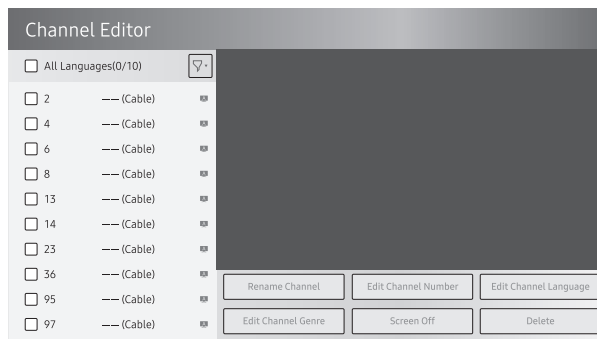 Channel Editor
All Languages(0/10)
2 —— (Cable)
4 —— (Cable)
6 —— (Cable)
8 —— (Cable)
13 —— (Cable)
14 —— (Cable)
23 —— (Cable)
36 —— (Cable)
95 —— (Cable)
97 —— (Cable)
Rename Channel Edit Channel Number Edit Channel Language
Edit Channel Genre Screen Off Delete